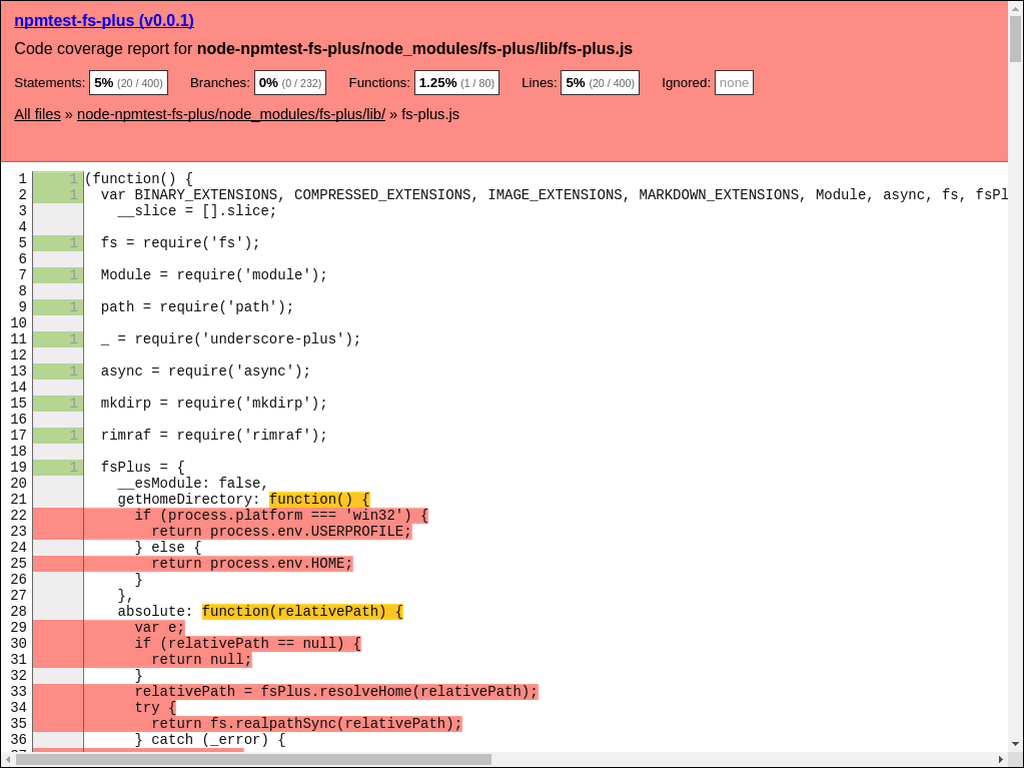 npmtest-fs-plus (v0.0.1)
Code coverage report for node-npmtest-fs-plus/node_modules/fs-plus/lib/fs-plus.js
Statements: 5% (20 / 400) Branches: 0% (0 / 232) Functions: 1.25% (1 / 80) Lines: 5% (20 / 400) Ignored: none
All files » node-npmtest-fs-plus/node_modules/fs-plus/lib/ » fs-plus.js
1 1 (function() {
2 1 var BINARY_EXTENSIONS, COMPRESSED_EXTENSIONS, IMAGE_EXTENSIONS, MARKDOWN_EXTENSIONS, Module, async, fs, fsPl
3 __slice = [].slice;
4
5 1 fs = require('fs');
6
7 1 Module = require('module');
8
9 1 path = require('path');
10
11 1 _ = require('underscore-plus');
12
13 1 async = require('async');
14
15 1 mkdirp = require('mkdirp');
16
17 1 rimraf = require('rimraf');
18
19 1 fsPlus = {
20 __esModule: false,
21 getHomeDirectory: function() {
22 if (process.platform === 'win32') {
23 return process.env.USERPROFILE;
24 } else {
25 return process.env.HOME;
26 }
27 },
28 absolute: function(relativePath) {
29 var e;
30 if (relativePath == null) {
31 return null;
32 }
33 relativePath = fsPlus.resolveHome(relativePath);
34 try {
35 return fs.realpathSync(relativePath);
36 } catch (_error) {